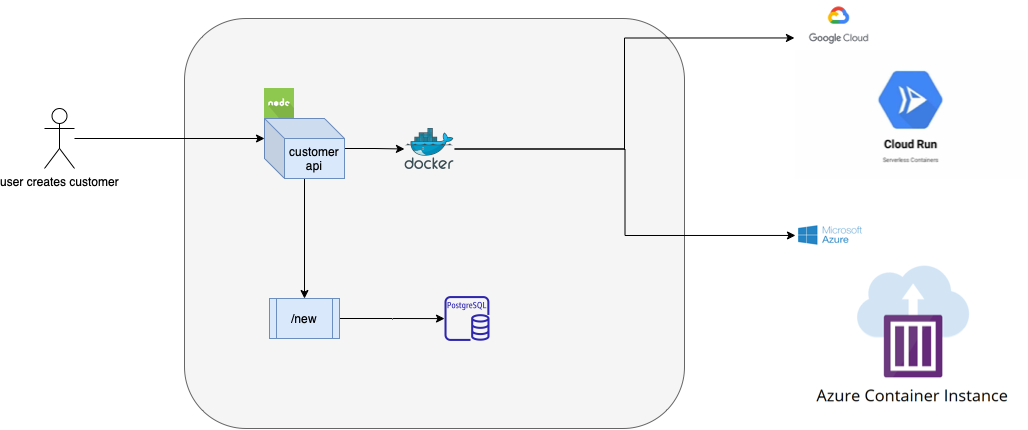 Google Cloud
node
Cloud Run
Serverless Containers
customer
api
docker
user creates customer
Microsoft
Azure
PostgreSQL
/new
Azure Container Instance